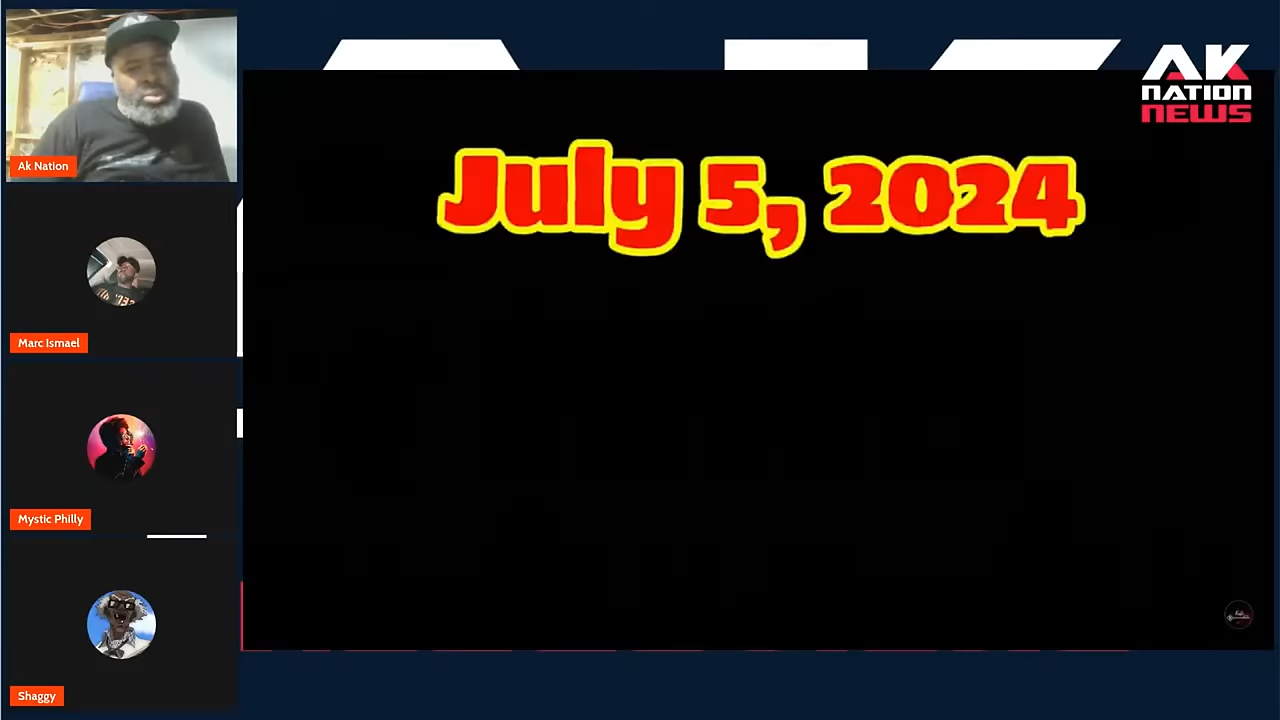 Ak Nation
Marc Ismael
Mystic Philly
Shaggy
July 5, 2024
AK
NATION
NEWS